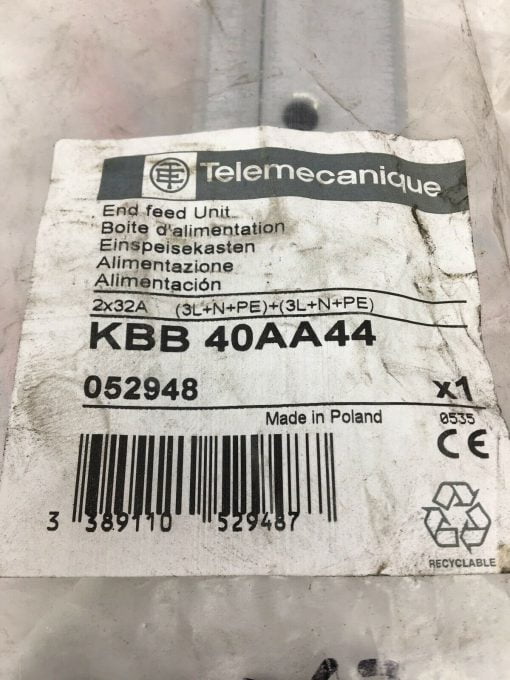 Telemecanique
End feed Unit
Boite d'alimentation
Einspeisekasten
Alimentazione
Alimentación
2x32A (3L+N+PE)+(3L+N+PE)
KBB 40AA44
052948 x1
Made in Poland 0535
CE
3 389110 529487
RECYCLABLE